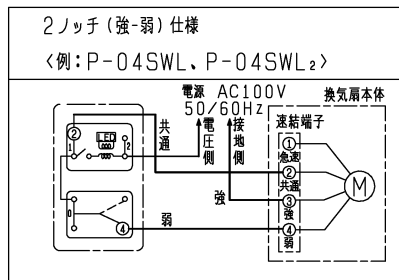 2ノッチ(強-弱)仕様
〈例:P-04SWL、P-04SWL₂〉
電源 AC100V
50/60Hz
換気扇本体
共通
電圧側
接地側
速結端子
②
LED
1
2
①
急速
②
共通
強
③
強
0
④
弱
④
弱
M